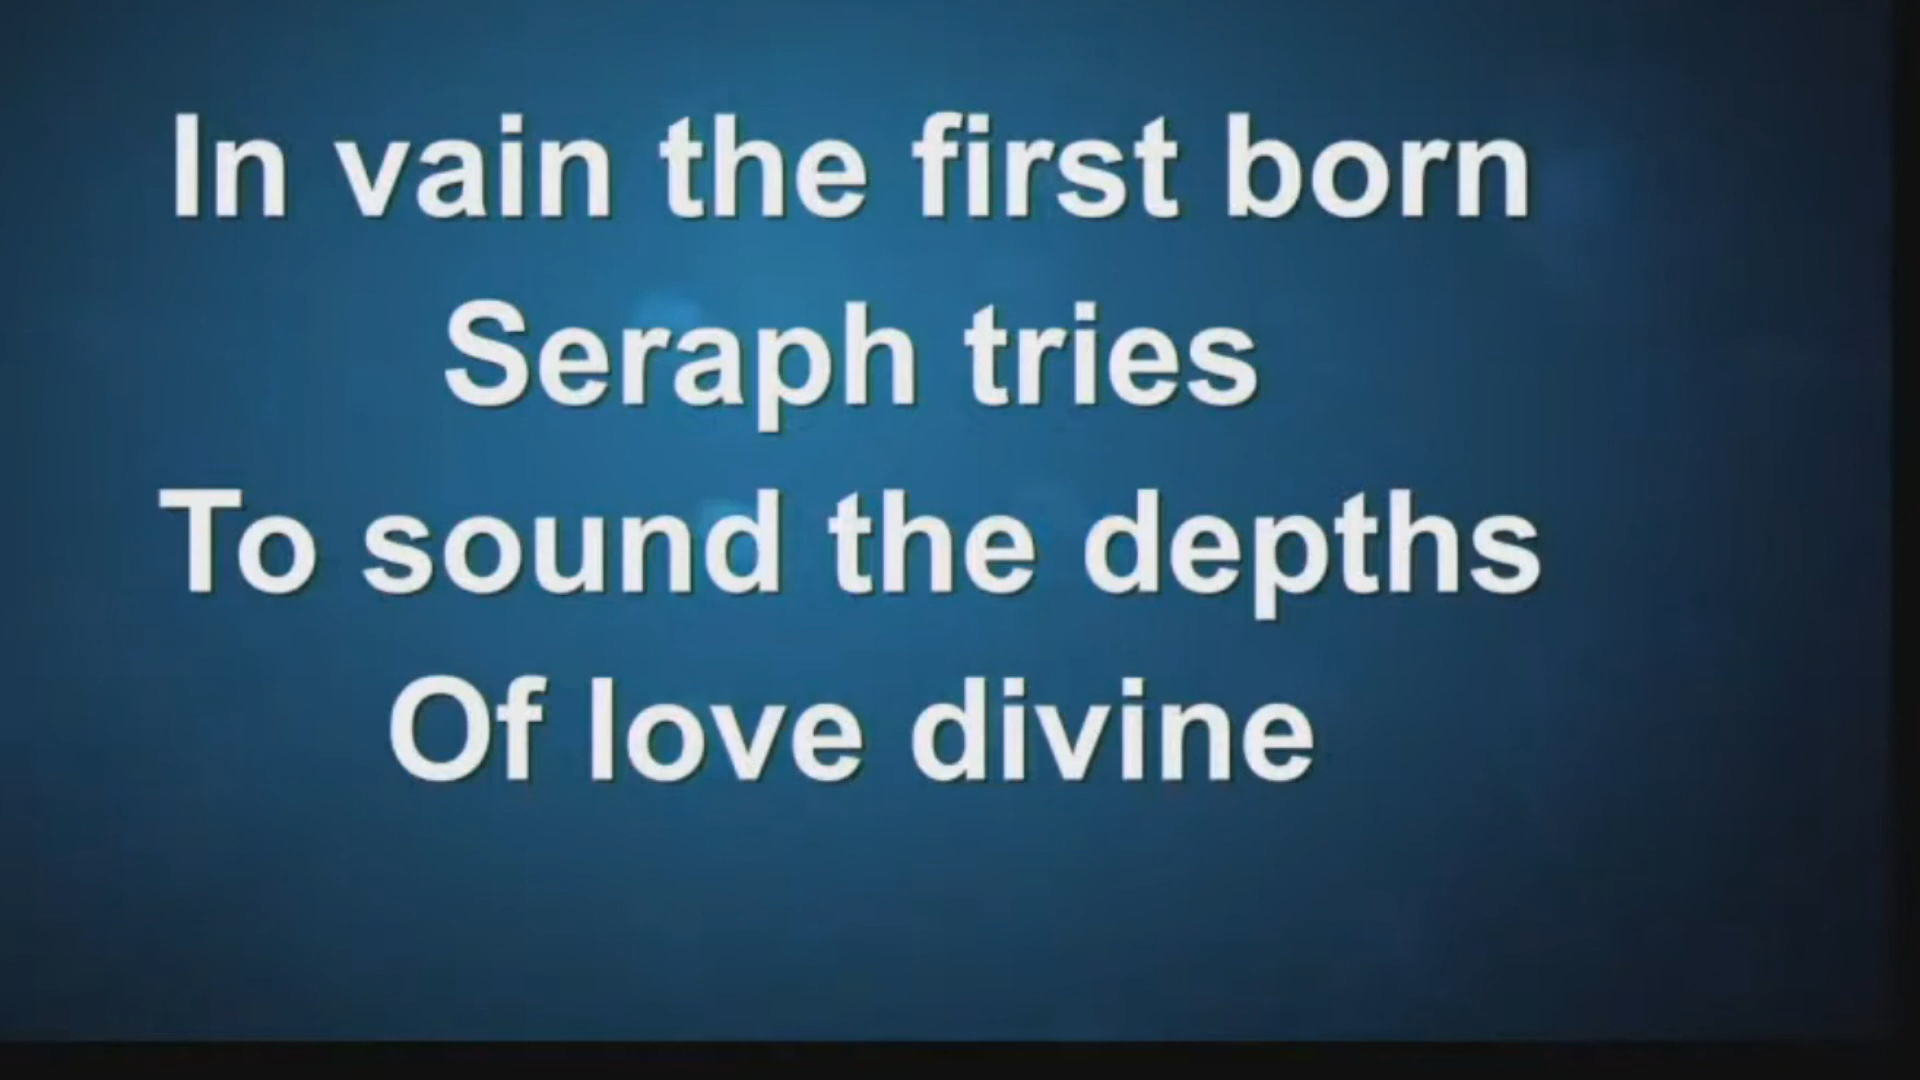 In vain the first born
Seraph tries
To sound the depths
Of love divine